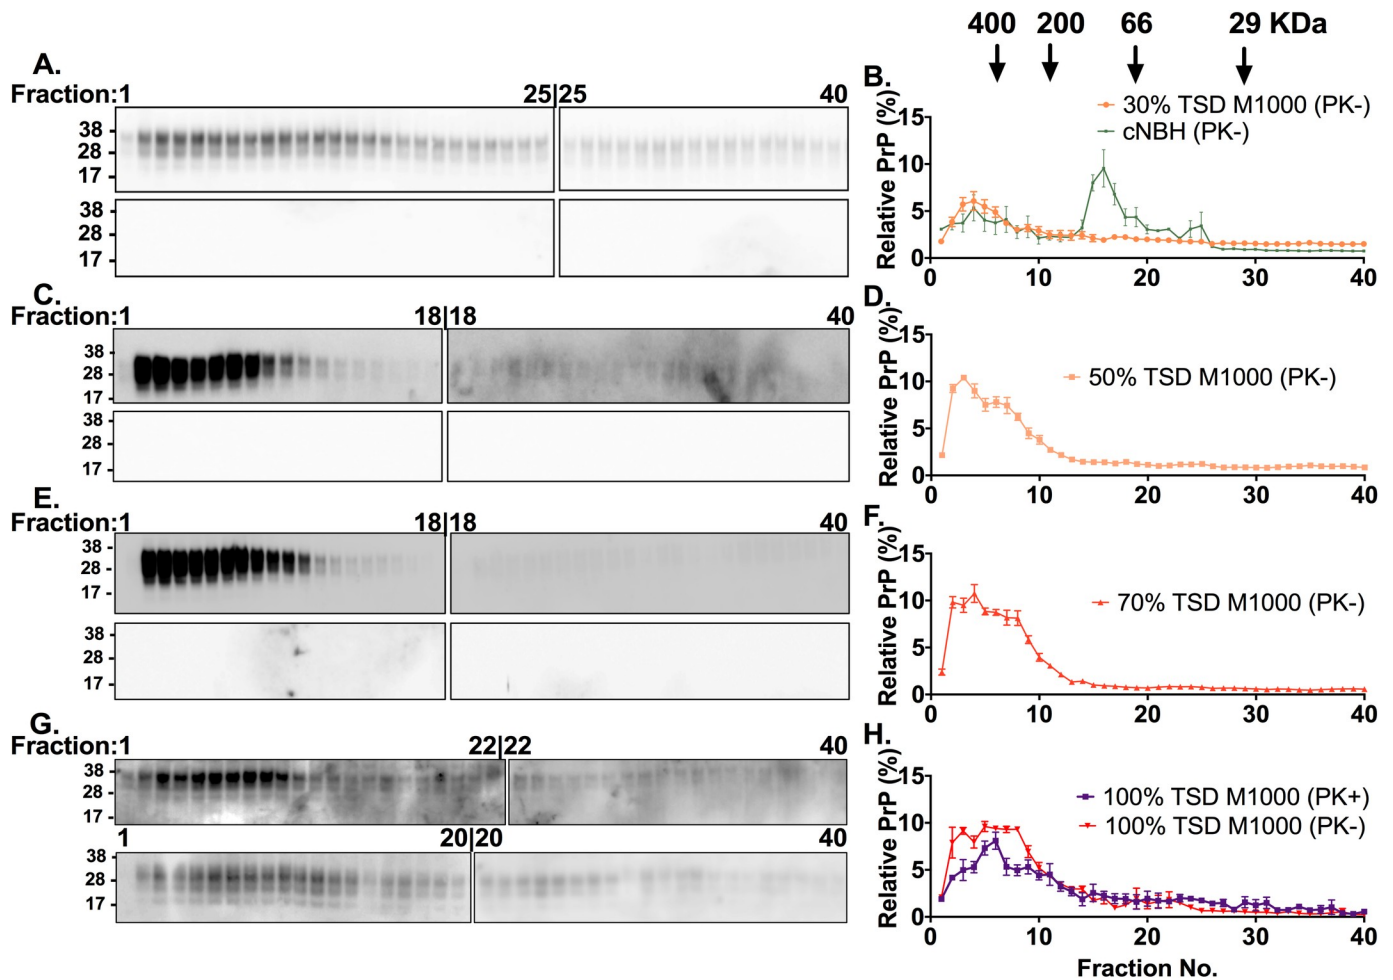 400 200 66 29 KDa
A.
Fraction:1 25 25 40
38
28
17
38
28
17
B.
Relative PrP (%)
15
10
5
0
0 10 20 30 40
30% TSD M1000 (PK-)
cNBH (PK-)
C.
Fraction:1 18 18 40
38
28
17
38
28
17
D.
Relative PrP (%)
15
10
5
0
0 10 20 30 40
50% TSD M1000 (PK-)
E.
Fraction:1 18 18 40
38
28
17
38
28
17
F.
Relative PrP (%)
15
10
5
0
0 10 20 30 40
70% TSD M1000 (PK-)
G.
Fraction:1 22 22 40
38
28
17
1 20 20 40
38
28
17
H.
Relative PrP (%)
15
10
5
0
0 10 20 30 40
100% TSD M1000 (PK+)
100% TSD M1000 (PK-)
Fraction No.